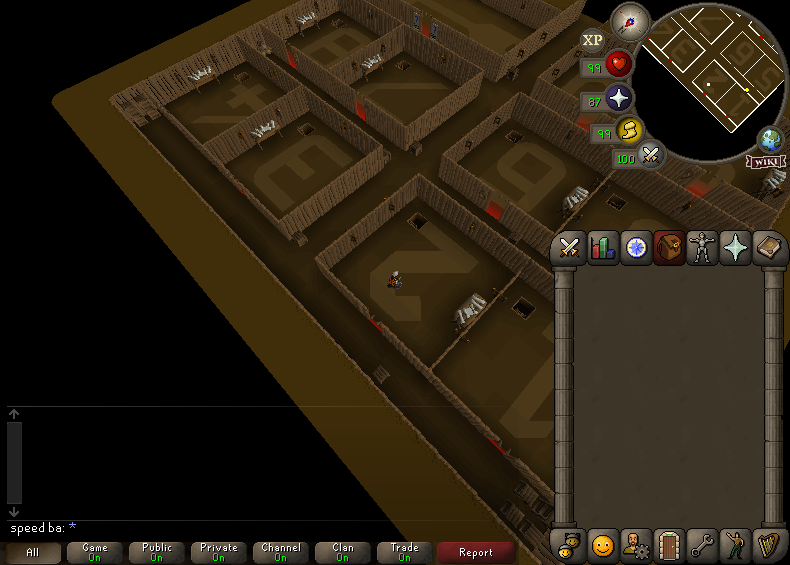 XP
99
67
99
100
WIKI
speed ba: *
All
Game
On
Public
On
Private
On
Channel
On
Clan
On
Trade
On
Report